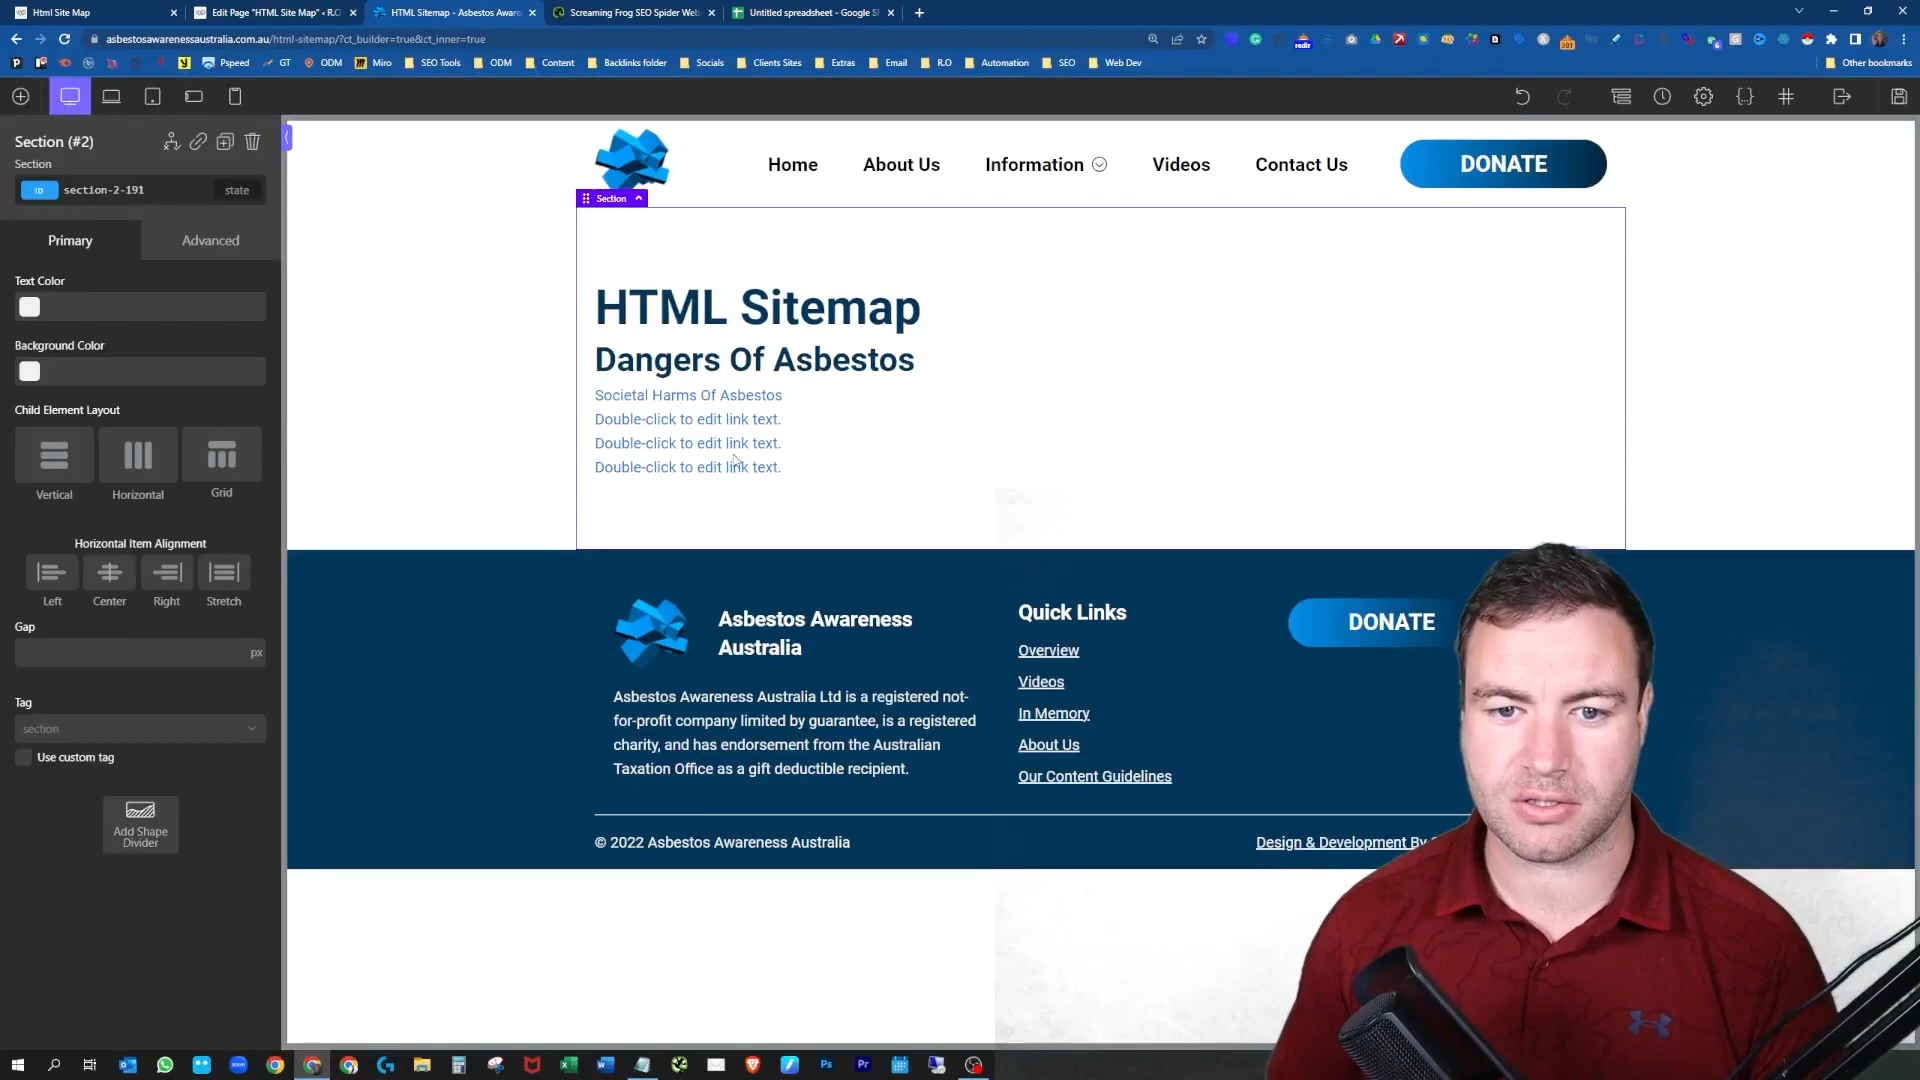 Html Site Map
Edit Page "HTML Site Map" ‹ R.O
HTML Sitemap - Asbestos Aware
Screaming Frog SEO Spider Web
Untitled spreadsheet - Google S
asbestosawarenessaustralia.com.au/html-sitemap/?ct_builder=true&ct_inner=true
Pspeed
GT
ODM
Miro
SEO Tools
ODM
Content
Backlinks folder
Socials
Clients Sites
Extras
Email
R.O
Automation
SEO
Web Dev
Other bookmarks
Section (#2)
Section
ID
section-2-191
state
Primary
Advanced
Text Color
Background Color
Child Element Layout
Vertical
Horizontal
Grid
Horizontal Item Alignment
Left
Center
Right
Stretch
Gap
px
Tag
section
Use custom tag
Add Shape
Divider
Home
About Us
Information
Videos
Contact Us
DONATE
Section
HTML Sitemap
Dangers Of Asbestos
Societal Harms Of Asbestos
Double-click to edit link text.
Double-click to edit link text.
Double-click to edit link text.
Asbestos Awareness
Australia
Asbestos Awareness Australia Ltd is a registered not-
for-profit company limited by guarantee, is a registered
charity, and has endorsement from the Australian
Taxation Office as a gift deductible recipient.
Quick Links
Overview
Videos
In Memory
About Us
Our Content Guidelines
DONATE
© 2022 Asbestos Awareness Australia
Design & Development By